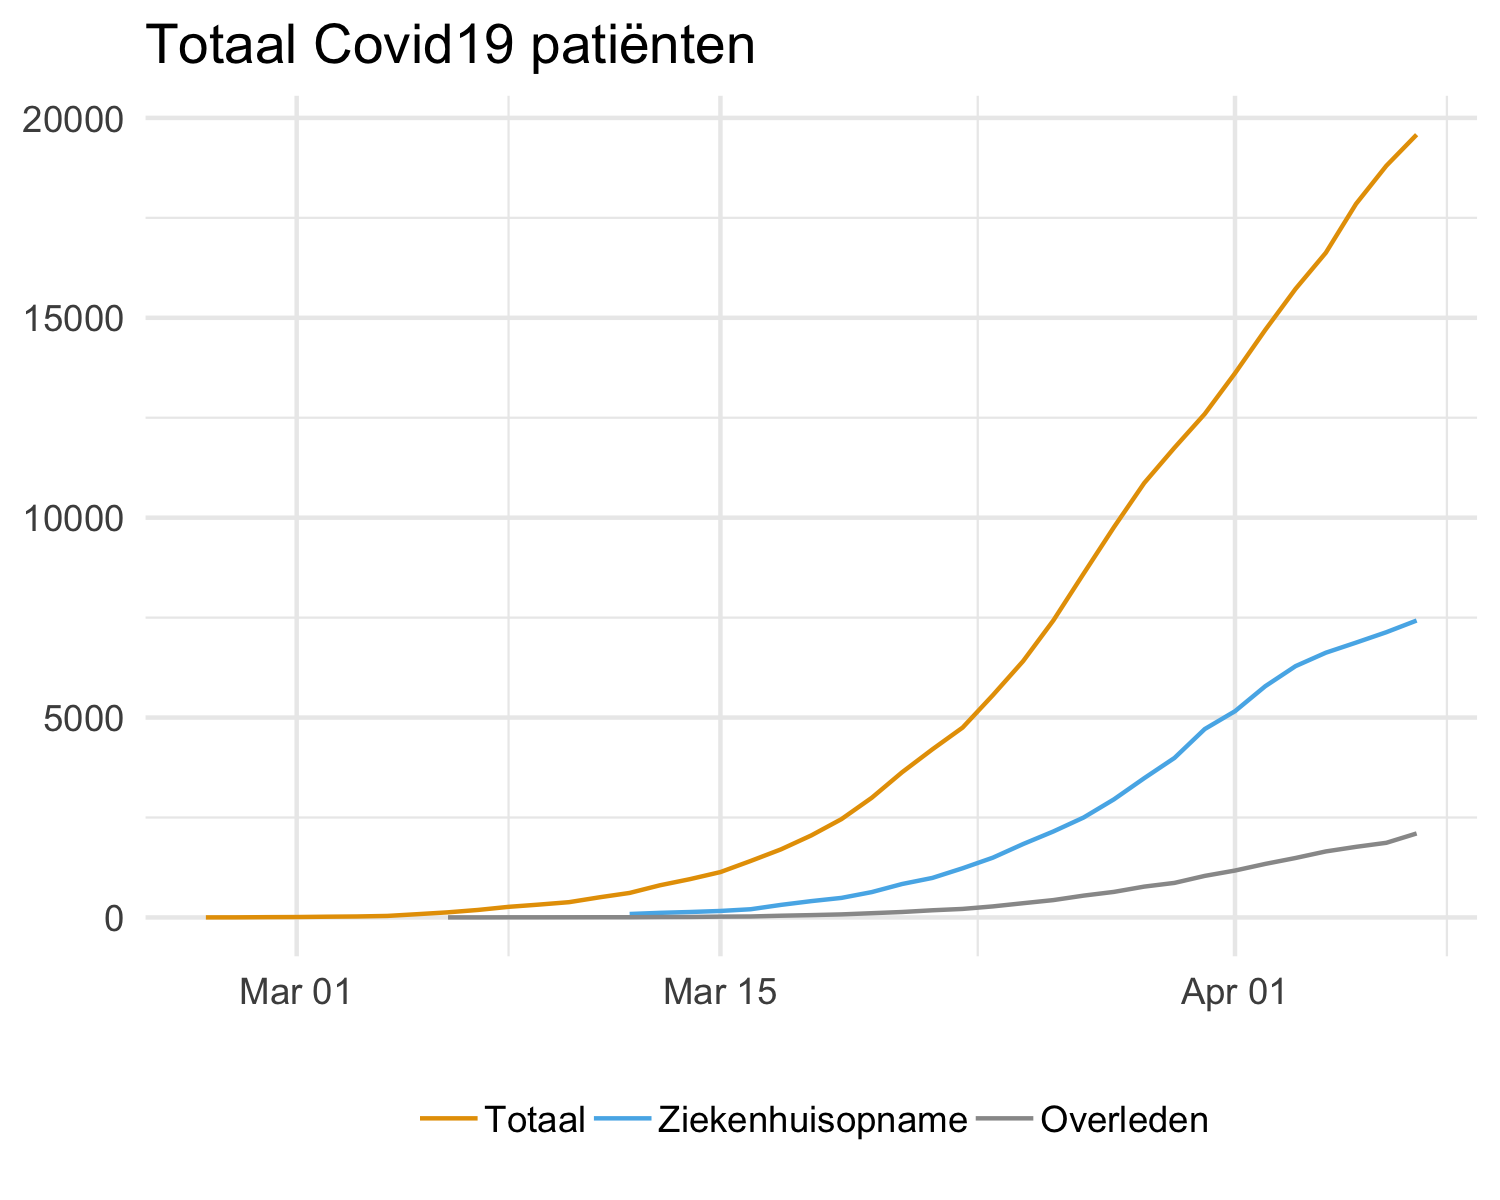 Totaal Covid19 patiënten
20000
15000
10000
5000
0
Mar 01 Mar 15 Apr 01
Totaal Ziekenhuisopname Overleden